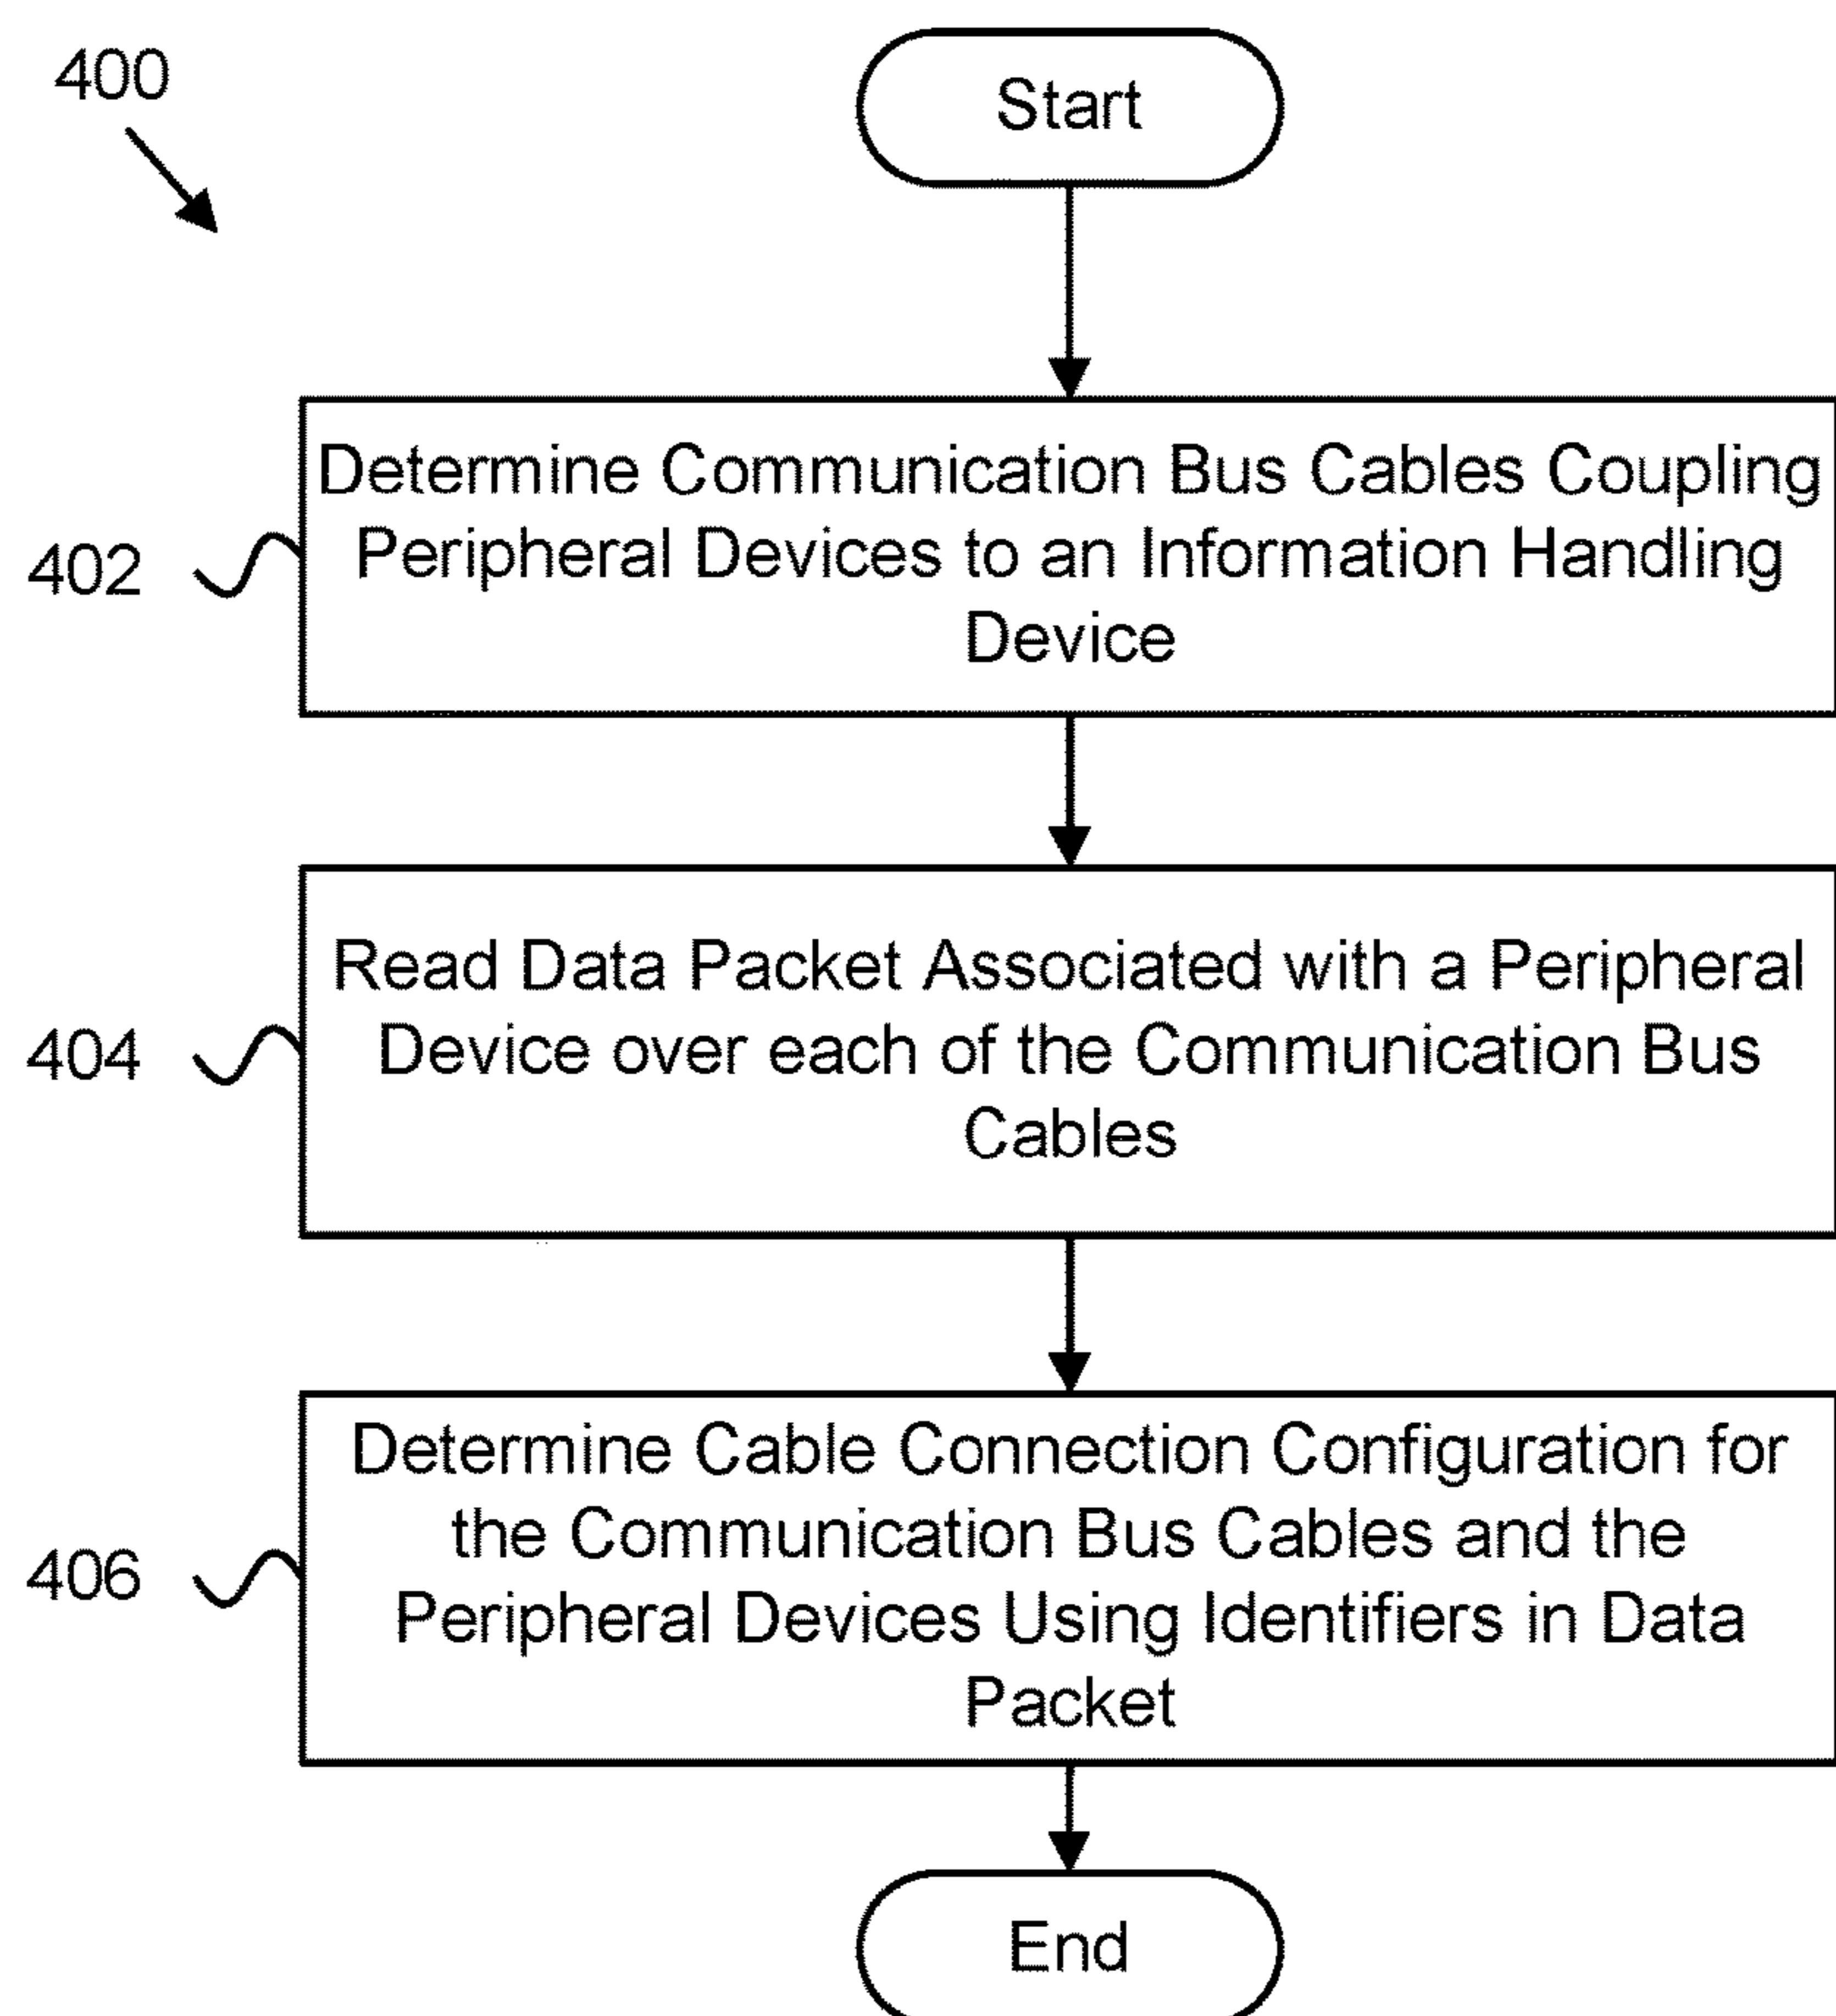 400
Start
402
Determine Communication Bus Cables Coupling
Peripheral Devices to an Information Handling
Device
404
Read Data Packet Associated with a Peripheral
Device over each of the Communication Bus
Cables
406
Determine Cable Connection Configuration for
the Communication Bus Cables and the
Peripheral Devices Using Identifiers in Data
Packet
End